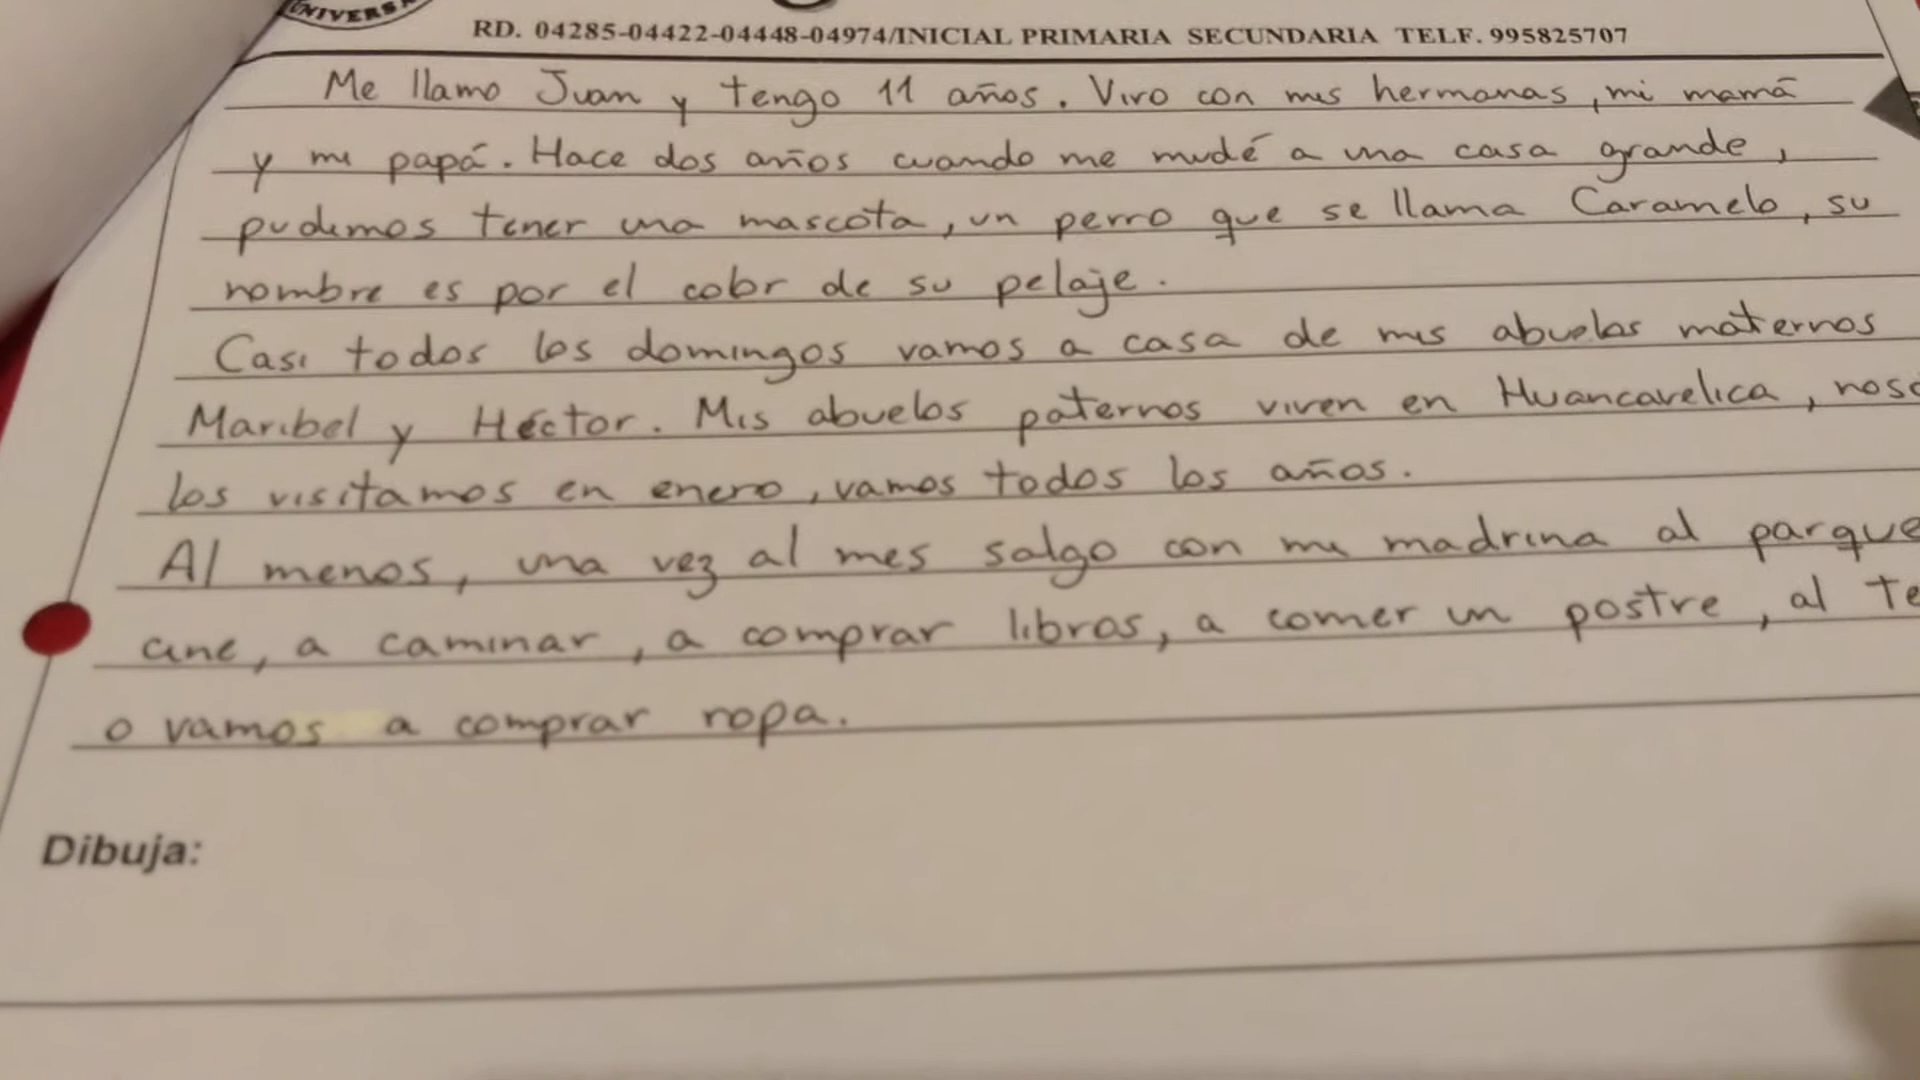 UNIVERS
RD. 04285-04422-04448-04974/INICIAL PRIMARIA SECUNDARIA TELF. 995825707
Me llamo Juan y tengo 11 años. Vivo con mis hermanas, mi mamá
y mi papá. Hace dos años cuando me mudé a una casa grande,
pudimos tener una mascota, un perro que se llama Caramelo, su
nombre es por el color de su pelaje.
Casi todos los domingos vamos a casa de mis abuelos maternos
Maribel y Héctor. Mis abuelos paternos viven en Huancavelica,
los visitamos en enero, vamos todos los años.
Al menos, una vez al mes salgo con mi madrina al parque
cine, a caminar, a comprar libros, a comer un postre, al
o vamos a comprar ropa.
Dibuja: